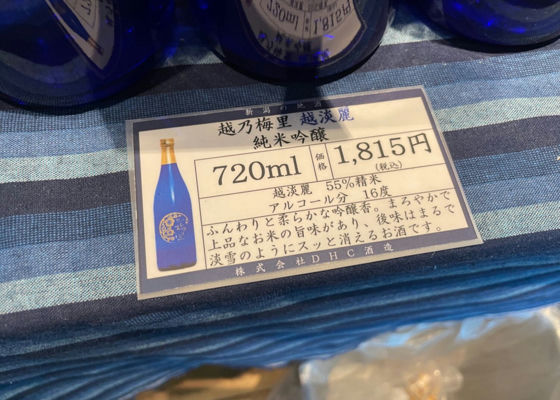 新潟の地酒
越乃梅里 越淡麗
純米吟醸
720ml 価格 1,815円
(税込)
越淡麗 55%精米
アルコール分 16度
ふんわりと柔らかな吟醸香。まろやかで
上品なお米の旨味があり、後味はまるで
淡雪のようにスッと消えるお酒です。
株式会社DHC酒造